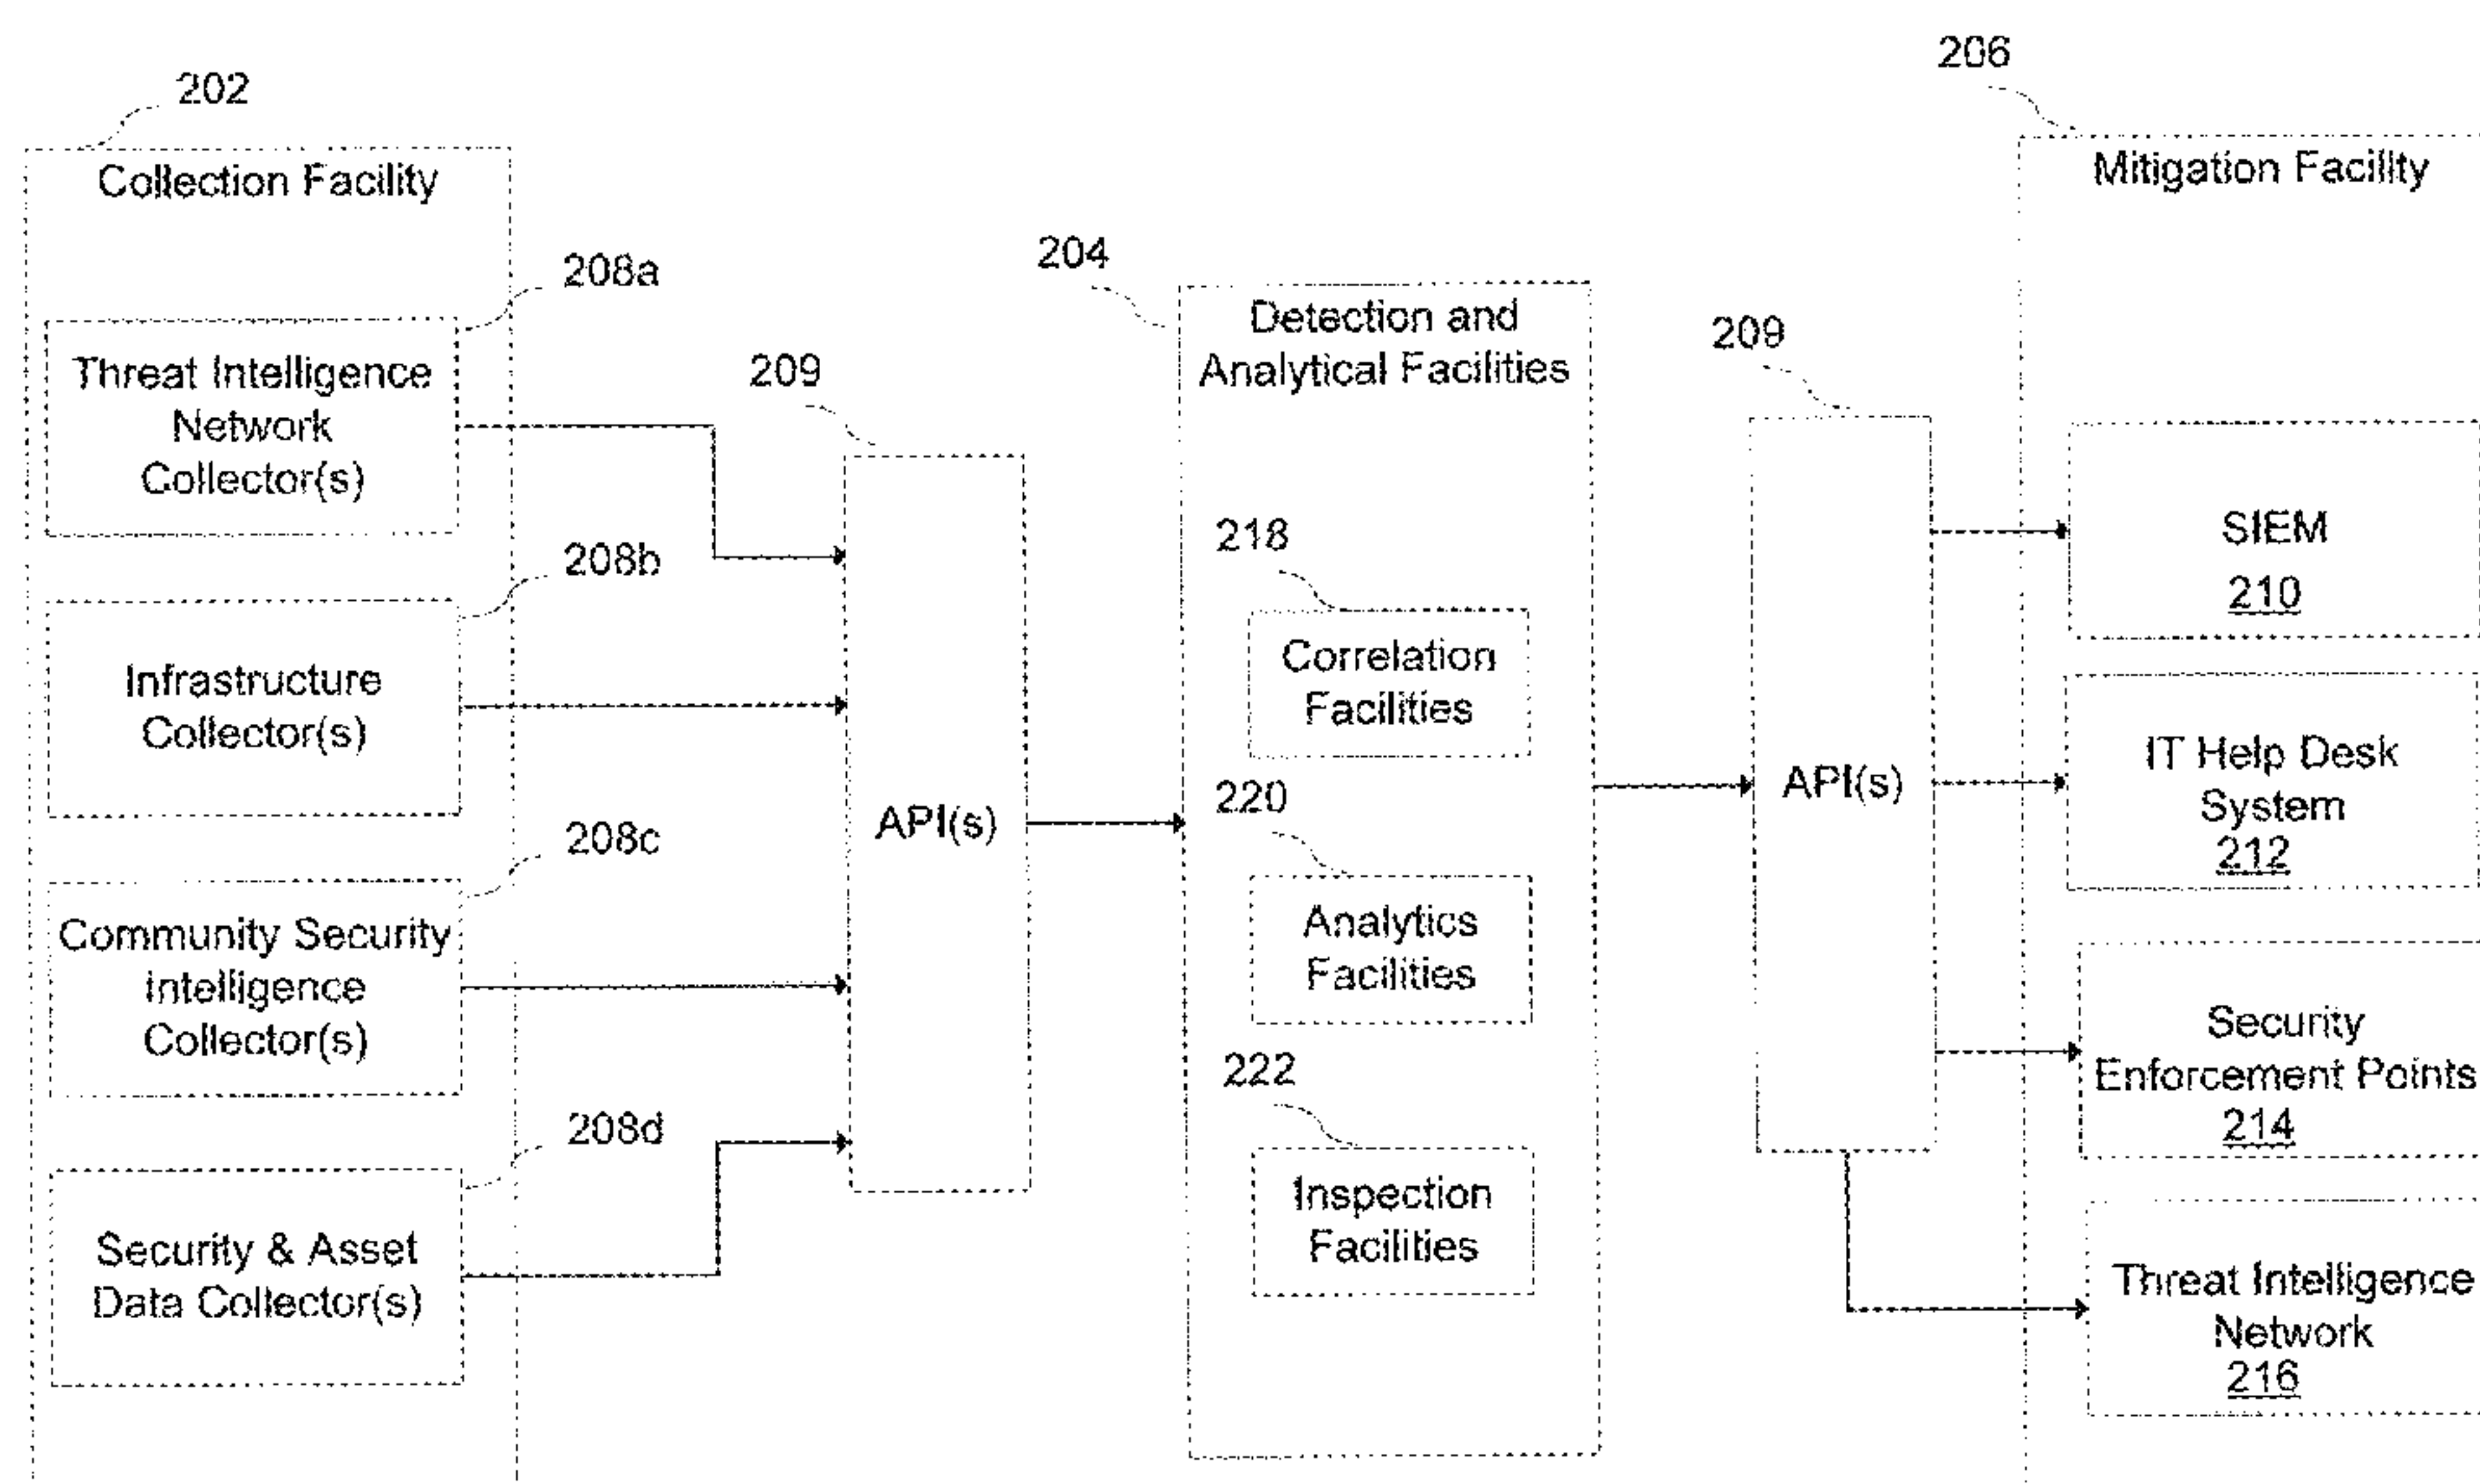 202
Collection Facility
208a
Threat Intelligence
Network
Collector(s)
208b
Infrastructure
Collector(s)
208c
Community Security
Intelligence
Collector(s)
208d
Security & Asset
Data Collector(s)
209
API(s)
204
Detection and
Analytical Facilities
218
Correlation
Facilities
220
Analytics
Facilities
222
Inspection
Facilities
209
API(s)
206
Mitigation Facility
SIEM
210
IT Help Desk
System
212
Security
Enforcement Points
214
Threat Intelligence
Network
216